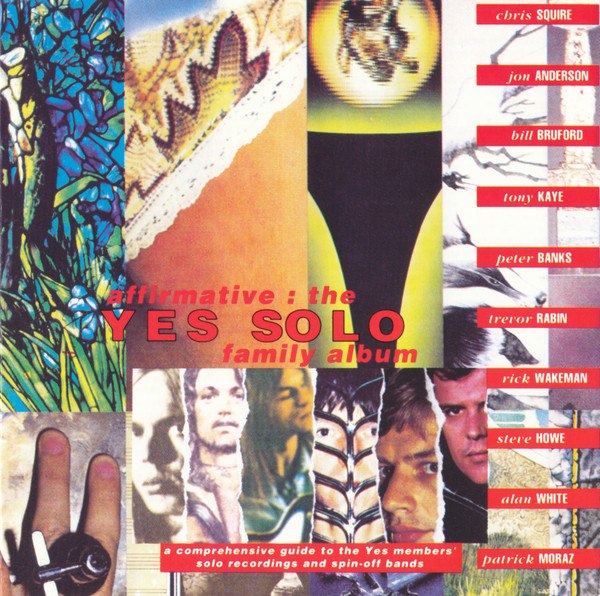 chris SQUIRE
jon ANDERSON
bill BRUFORD
tony KAYE
peter BANKS
affirmative : the
YES SOLO
family album
trevor RABIN
rick WAKEMAN
steve HOWE
alan WHITE
a comprehensive guide to the Yes members'
solo recordings and spin-off bands
patrick MORAZ